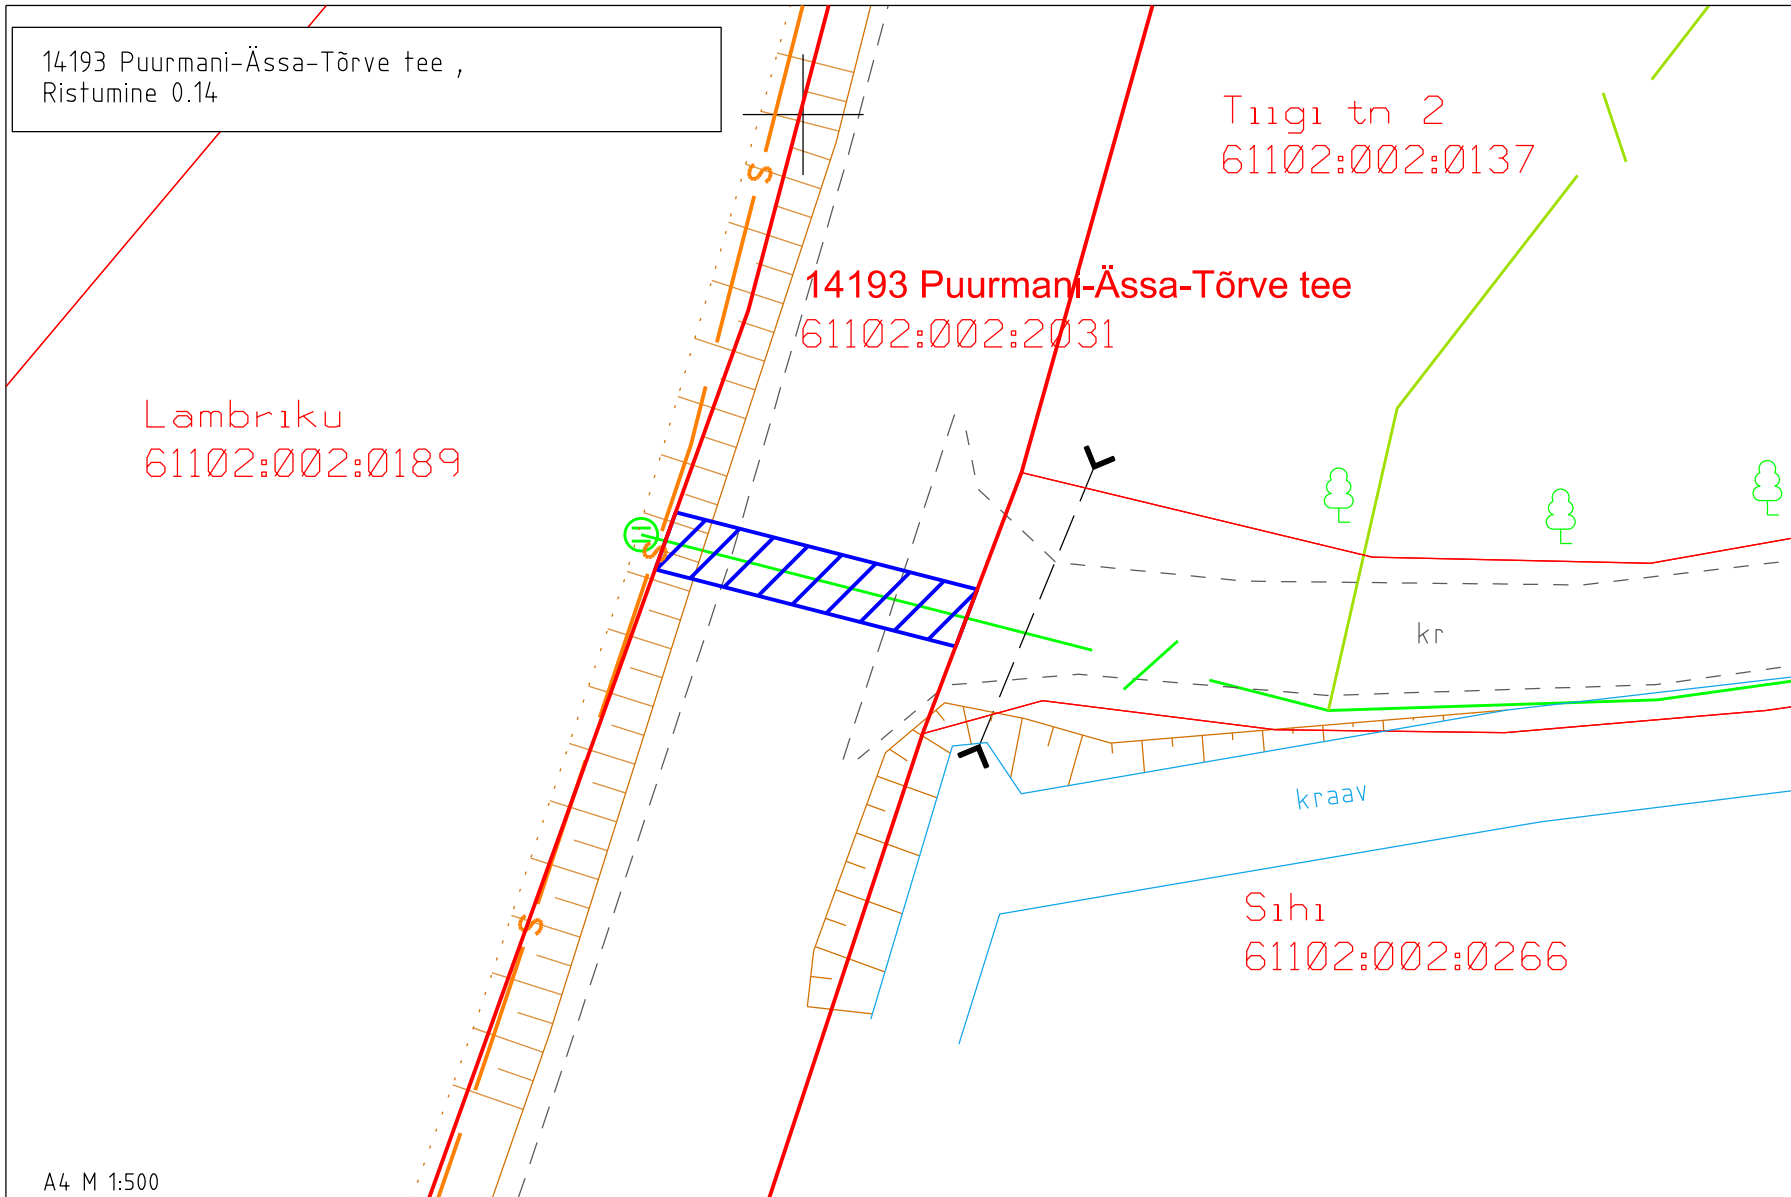 14193 Puurmani-Ässa-Tõrve tee ,
Ristumine 0.14
Tiigi tn 2
61102:002:0137
14193 Puurmani-Ässa-Tõrve tee
61102:002:2031
Lambriku
61102:002:0189
S
S
S
kr
kraav
Sihi
61102:002:0266
A4 M 1:500